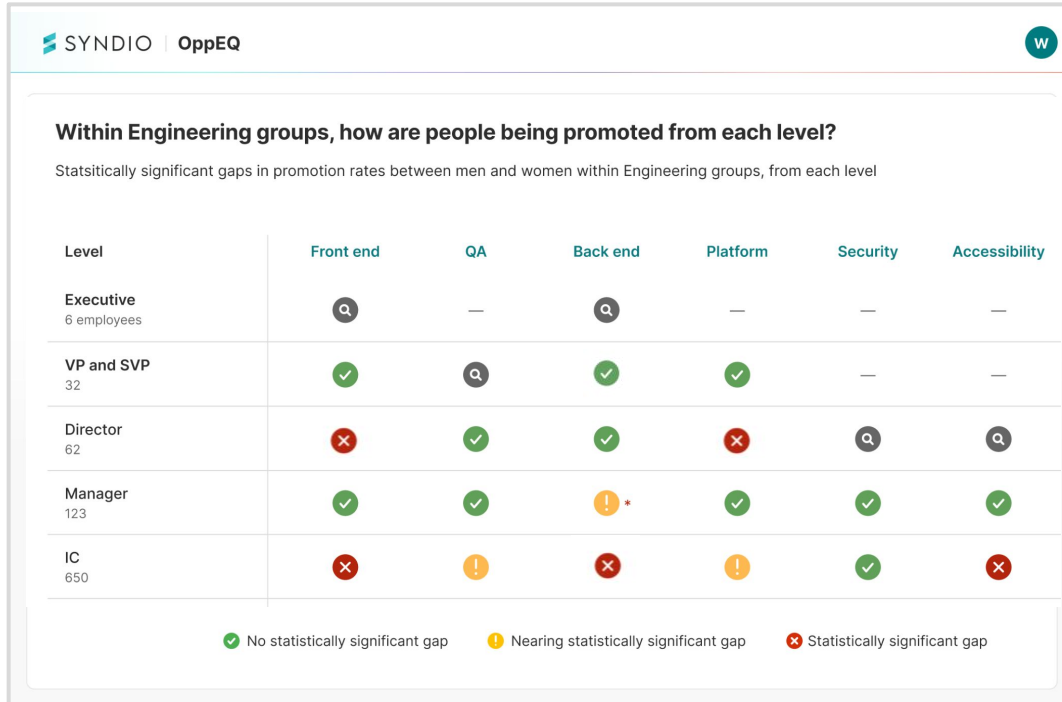 SYNDIO | OppEQ
W
Within Engineering groups, how are people being promoted from each level?
Statsitically significant gaps in promotion rates between men and women within Engineering groups, from each level
Level Front end QA Back end Platform Security Accessibility
Executive
6 employees — — — —
VP and SVP
32 — —
Director
62
Manager
123 *
IC
650
No statistically significant gap Nearing statistically significant gap Statistically significant gap